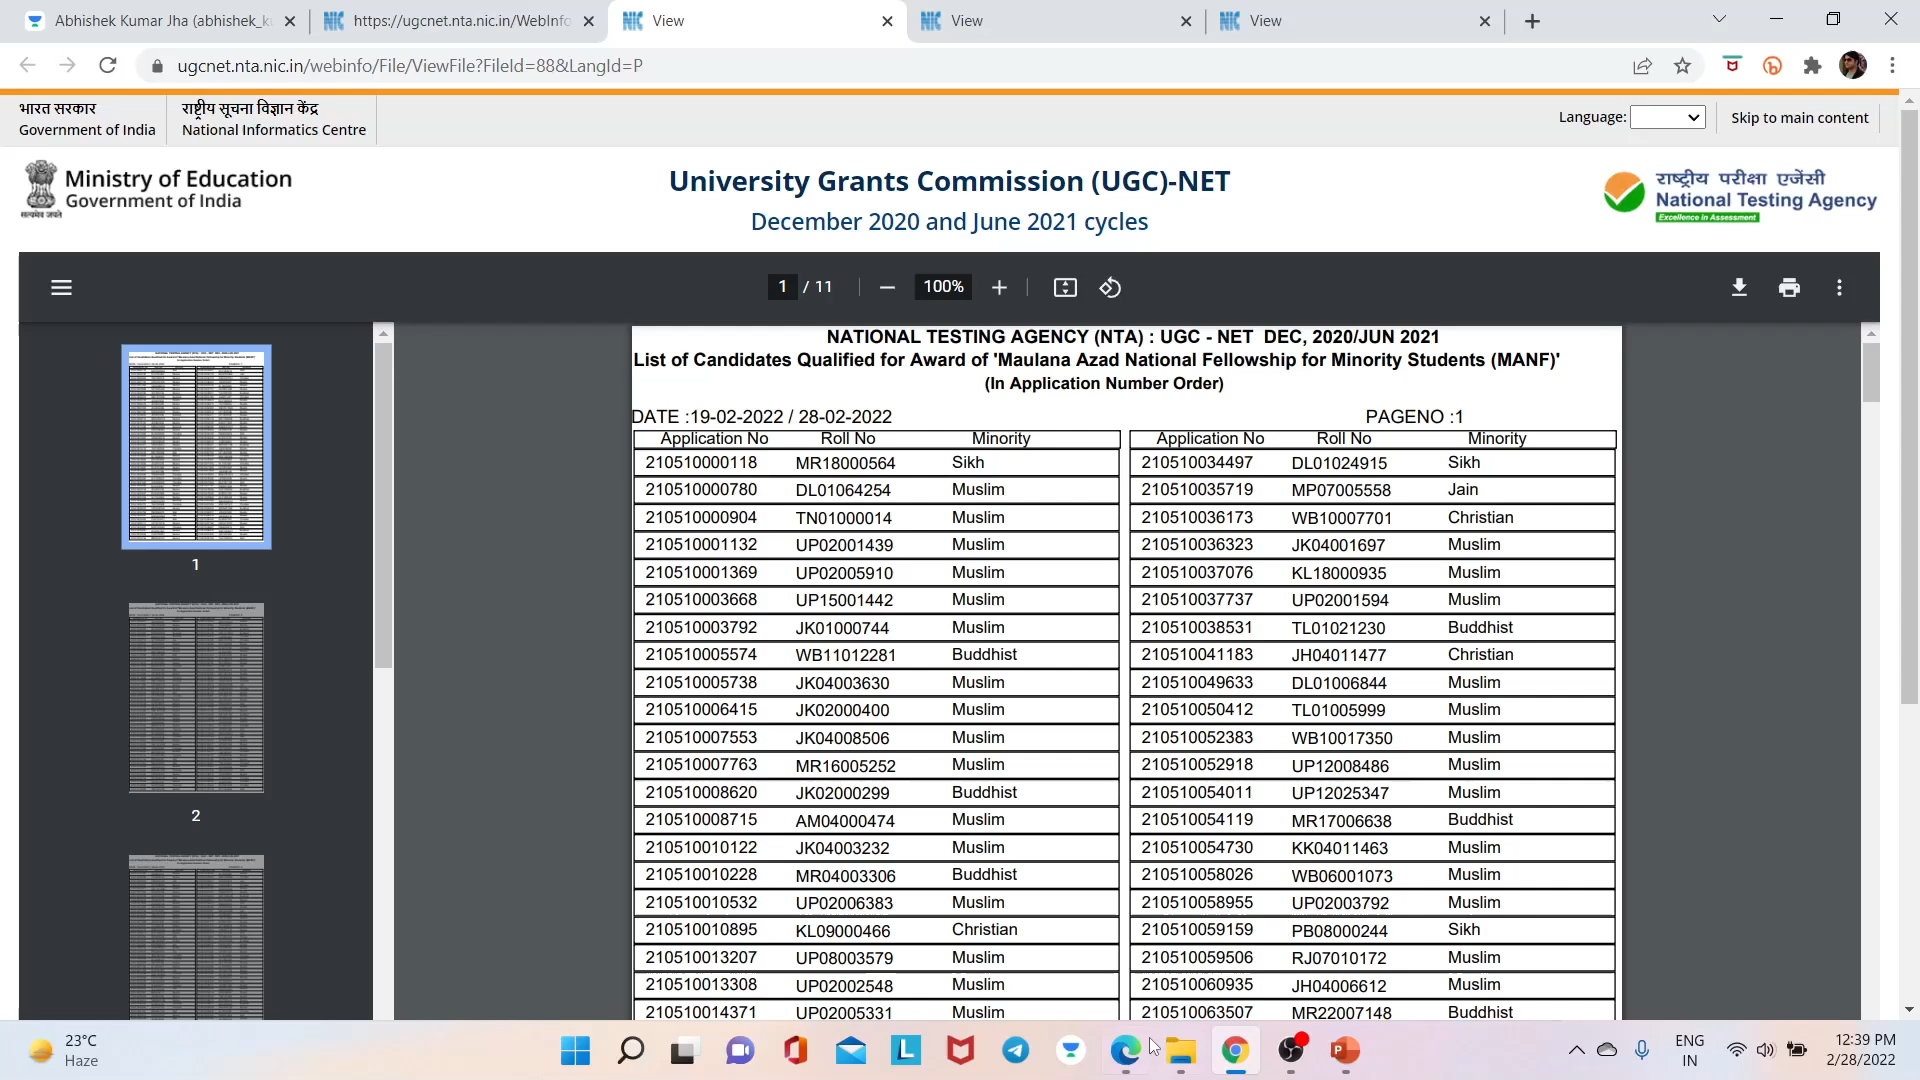 Abhishek Kumar Jha (abhishek_ku
https://ugcnet.nta.nic.in/WebInfo
View
View
View
ugcnet.nta.nic.in/webinfo/File/ViewFile?FileId=88&LangId=P
भारत सरकार
Government of India
राष्ट्रीय सूचना विज्ञान केंद्र
National Informatics Centre
Language:
Skip to main content
सत्यमेव जयते
Ministry of Education
Government of India
University Grants Commission (UGC)-NET
December 2020 and June 2021 cycles
राष्ट्रीय परीक्षा एजेंसी
National Testing Agency
Excellence in Assessment
1 / 11
100%
1
2
NATIONAL TESTING AGENCY (NTA) : UGC - NET DEC, 2020/JUN 2021
List of Candidates Qualified for Award of 'Maulana Azad National Fellowship for Minority Students (MANF)'
(In Application Number Order)
DATE :19-02-2022 / 28-02-2022 PAGENO :1
Application No Roll No Minority Application No Roll No Minority
210510000118 MR18000564 Sikh 210510034497 DL01024915 Sikh
210510000780 DL01064254 Muslim 210510035719 MP07005558 Jain
210510000904 TN01000014 Muslim 210510036173 WB10007701 Christian
210510001132 UP02001439 Muslim 210510036323 JK04001697 Muslim
210510001369 UP02005910 Muslim 210510037076 KL18000935 Muslim
210510003668 UP15001442 Muslim 210510037737 UP02001594 Muslim
210510003792 JK01000744 Muslim 210510038531 TL01021230 Buddhist
210510005574 WB11012281 Buddhist 210510041183 JH04011477 Christian
210510005738 JK04003630 Muslim 210510049633 DL01006844 Muslim
210510006415 JK02000400 Muslim 210510050412 TL01005999 Muslim
210510007553 JK04008506 Muslim 210510052383 WB10017350 Muslim
210510007763 MR16005252 Muslim 210510052918 UP12008486 Muslim
210510008620 JK02000299 Buddhist 210510054011 UP12025347 Muslim
210510008715 AM04000474 Muslim 210510054119 MR17006638 Buddhist
210510010122 JK04003232 Muslim 210510054730 KK04011463 Muslim
210510010228 MR04003306 Buddhist 210510058026 WB06001073 Muslim
210510010532 UP02006383 Muslim 210510058955 UP02003792 Muslim
210510010895 KL09000466 Christian 210510059159 PB08000244 Sikh
210510013207 UP08003579 Muslim 210510059506 RJ07010172 Muslim
210510013308 UP02002548 Muslim 210510060935 JH04006612 Muslim
210510014371 UP02005331 Muslim 210510063507 MR22007148 Buddhist
23°C
Haze
ENG
IN
12:39 PM
2/28/2022